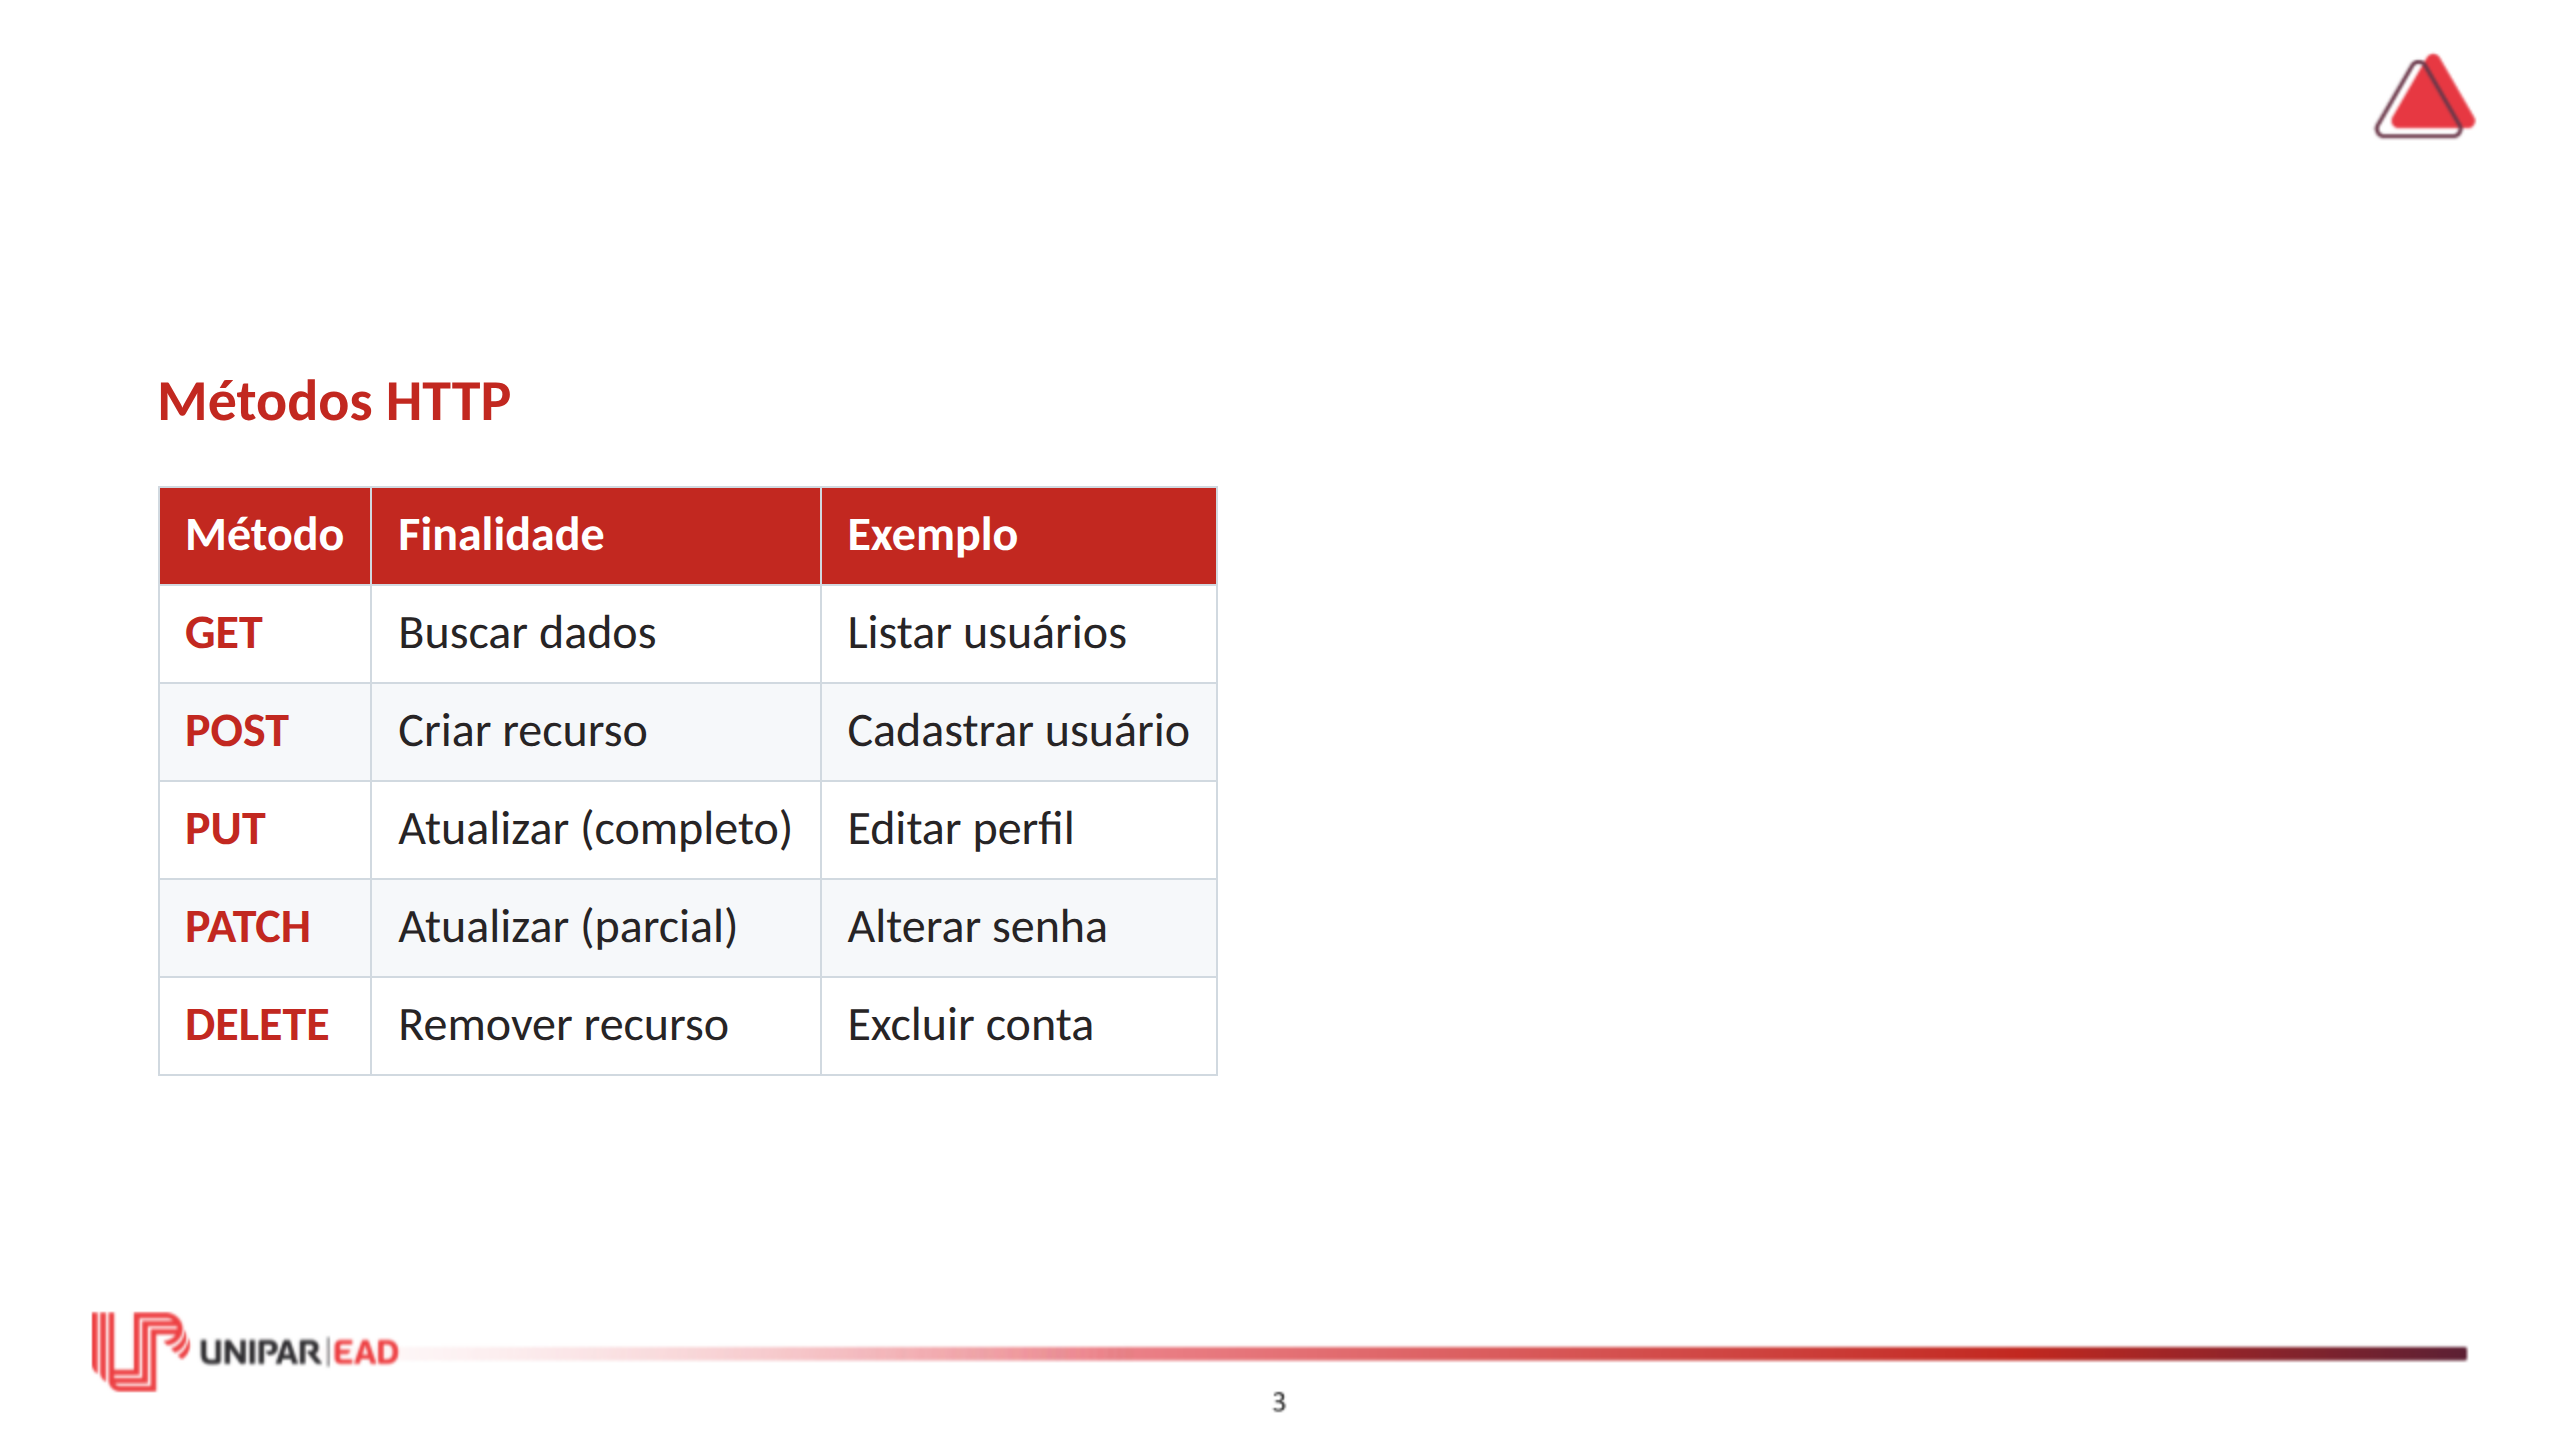 Métodos HTTP
Método Finalidade Exemplo
GET Buscar dados Listar usuários
POST Criar recurso Cadastrar usuário
PUT Atualizar (completo) Editar perfil
PATCH Atualizar (parcial) Alterar senha
DELETE Remover recurso Excluir conta
UNIPAR|EAD
3